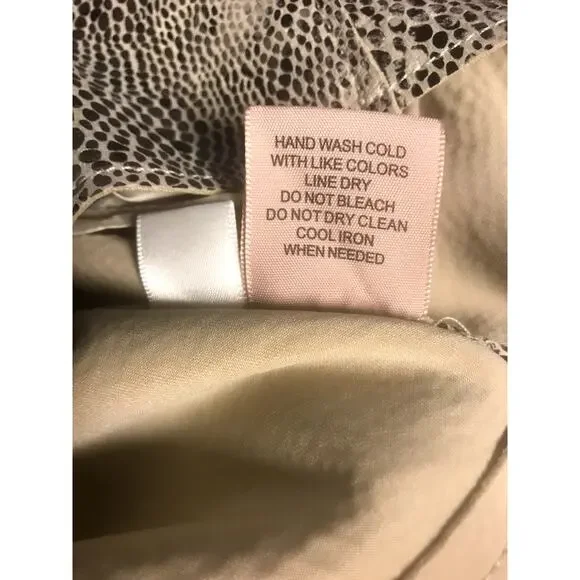 HAND WASH COLD
WITH LIKE COLORS
LINE DRY
DO NOT BLEACH
DO NOT DRY CLEAN
COOL IRON
WHEN NEEDED